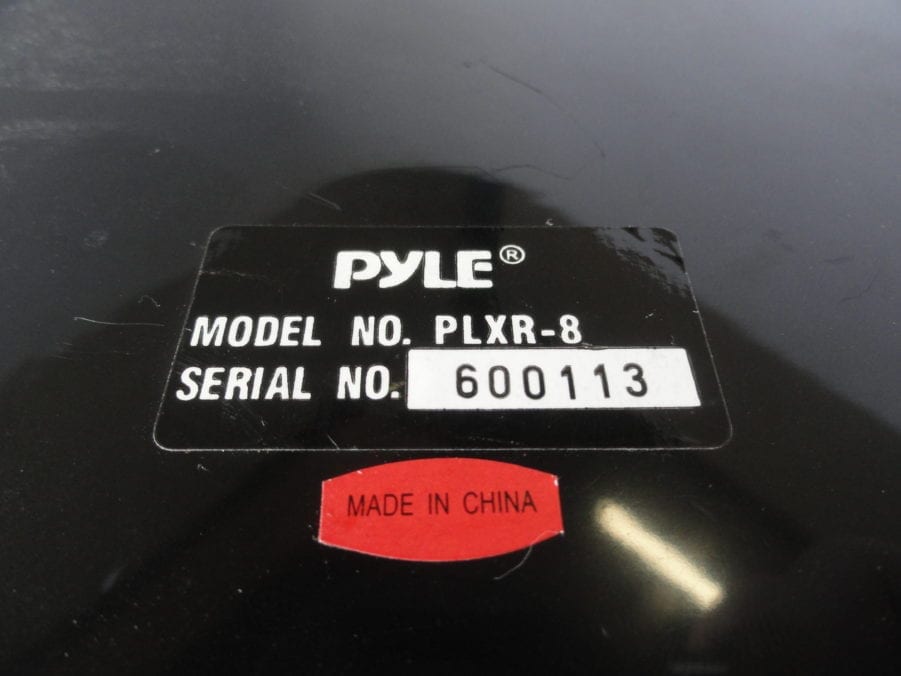 PYLE®
MODEL NO. PLXR-8
SERIAL NO. 600113
MADE IN CHINA